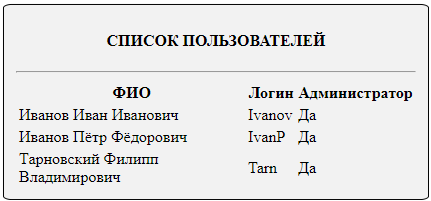 СПИСОК ПОЛЬЗОВАТЕЛЕЙ
ФИО Логин Администратор
Иванов Иван Иванович Ivanov Да
Иванов Пётр Фёдорович IvanP Да
Тарновский Филипп
Владимирович Tarn Да